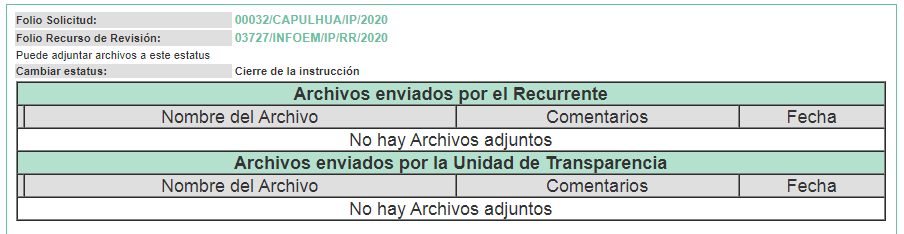 Folio Solicitud: 00032/CAPULHUA/IP/2020
Folio Recurso de Revisión: 03727/INFOEM/IP/RR/2020
Puede adjuntar archivos a este estatus
Cambiar estatus: Cierre de la instrucción
Archivos enviados por el Recurrente
Nombre del Archivo Comentarios Fecha
No hay Archivos adjuntos
Archivos enviados por la Unidad de Transparencia
Nombre del Archivo Comentarios Fecha
No hay Archivos adjuntos